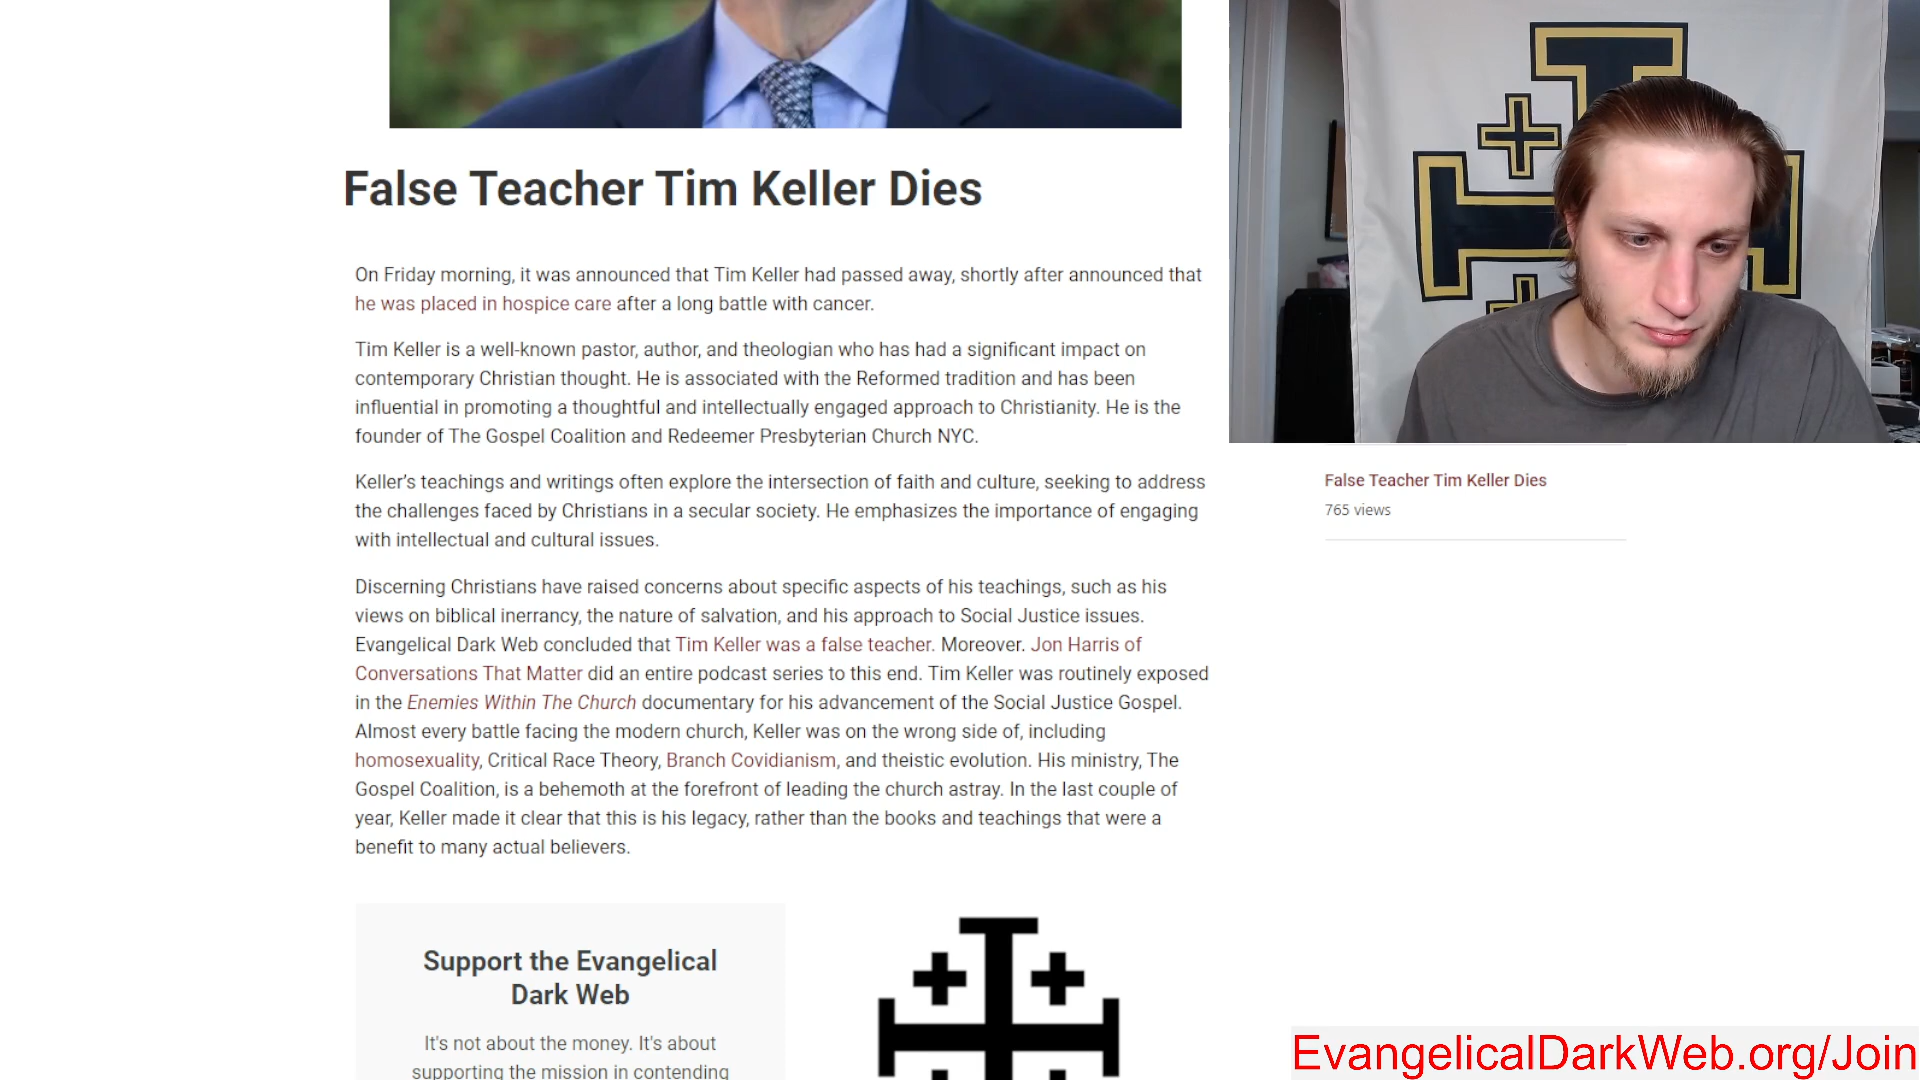 False Teacher Tim Keller Dies
On Friday morning, it was announced that Tim Keller had passed away, shortly after announced that
he was placed in hospice care after a long battle with cancer.
Tim Keller is a well-known pastor, author, and theologian who has had a significant impact on
contemporary Christian thought. He is associated with the Reformed tradition and has been
influential in promoting a thoughtful and intellectually engaged approach to Christianity. He is the
founder of The Gospel Coalition and Redeemer Presbyterian Church NYC.
Keller’s teachings and writings often explore the intersection of faith and culture, seeking to address
the challenges faced by Christians in a secular society. He emphasizes the importance of engaging
with intellectual and cultural issues.
Discerning Christians have raised concerns about specific aspects of his teachings, such as his
views on biblical inerrancy, the nature of salvation, and his approach to Social Justice issues.
Evangelical Dark Web concluded that Tim Keller was a false teacher. Moreover. Jon Harris of
Conversations That Matter did an entire podcast series to this end. Tim Keller was routinely exposed
in the Enemies Within The Church documentary for his advancement of the Social Justice Gospel.
Almost every battle facing the modern church, Keller was on the wrong side of, including
homosexuality, Critical Race Theory, Branch Covidianism, and theistic evolution. His ministry, The
Gospel Coalition, is a behemoth at the forefront of leading the church astray. In the last couple of
year, Keller made it clear that this is his legacy, rather than the books and teachings that were a
benefit to many actual believers.
Support the Evangelical
Dark Web
It's not about the money. It's about
supporting the mission in contending
False Teacher Tim Keller Dies
765 views
EvangelicalDarkWeb.org/Join